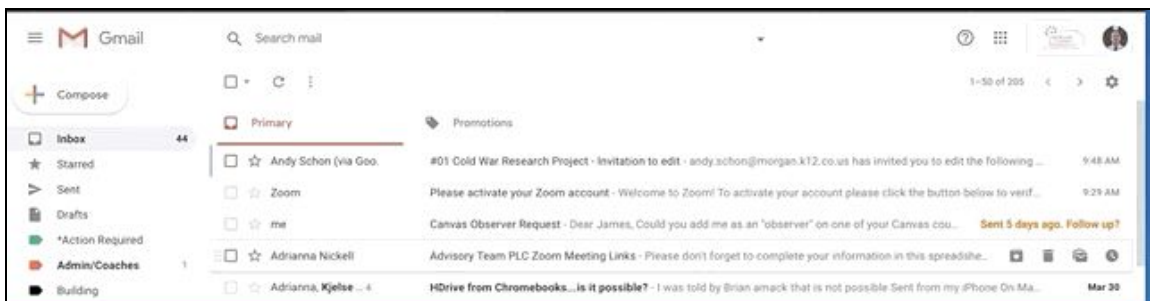 Gmail
Search mail
Compose
1–50 of 205
Primary
Promotions
Inbox 44
Starred
Sent
Drafts
*Action Required
Admin/Coaches 1
Building
Andy Schon (via Goo. #01 Cold War Research Project - Invitation to edit - andy.schon@morgan.k12.co.us has invited you to edit the following ... 9:48 AM
Zoom Please activate your Zoom account - Welcome to Zoom! To activate your account please click the button below to verif... 9:29 AM
me Canvas Observer Request - Dear James, Could you add me as an "observer" on one of your Canvas cou... Sent 5 days ago. Follow up?
Adrianna Nickell Advisory Team PLC Zoom Meeting Links - Please don't forget to complete your information in this spreadshe...
Adrianna, Kjelse .. 4 HDrive from Chromebooks...is it possible? - I was told by Brian amack that is not possible Sent from my iPhone On Ma... Mar 30